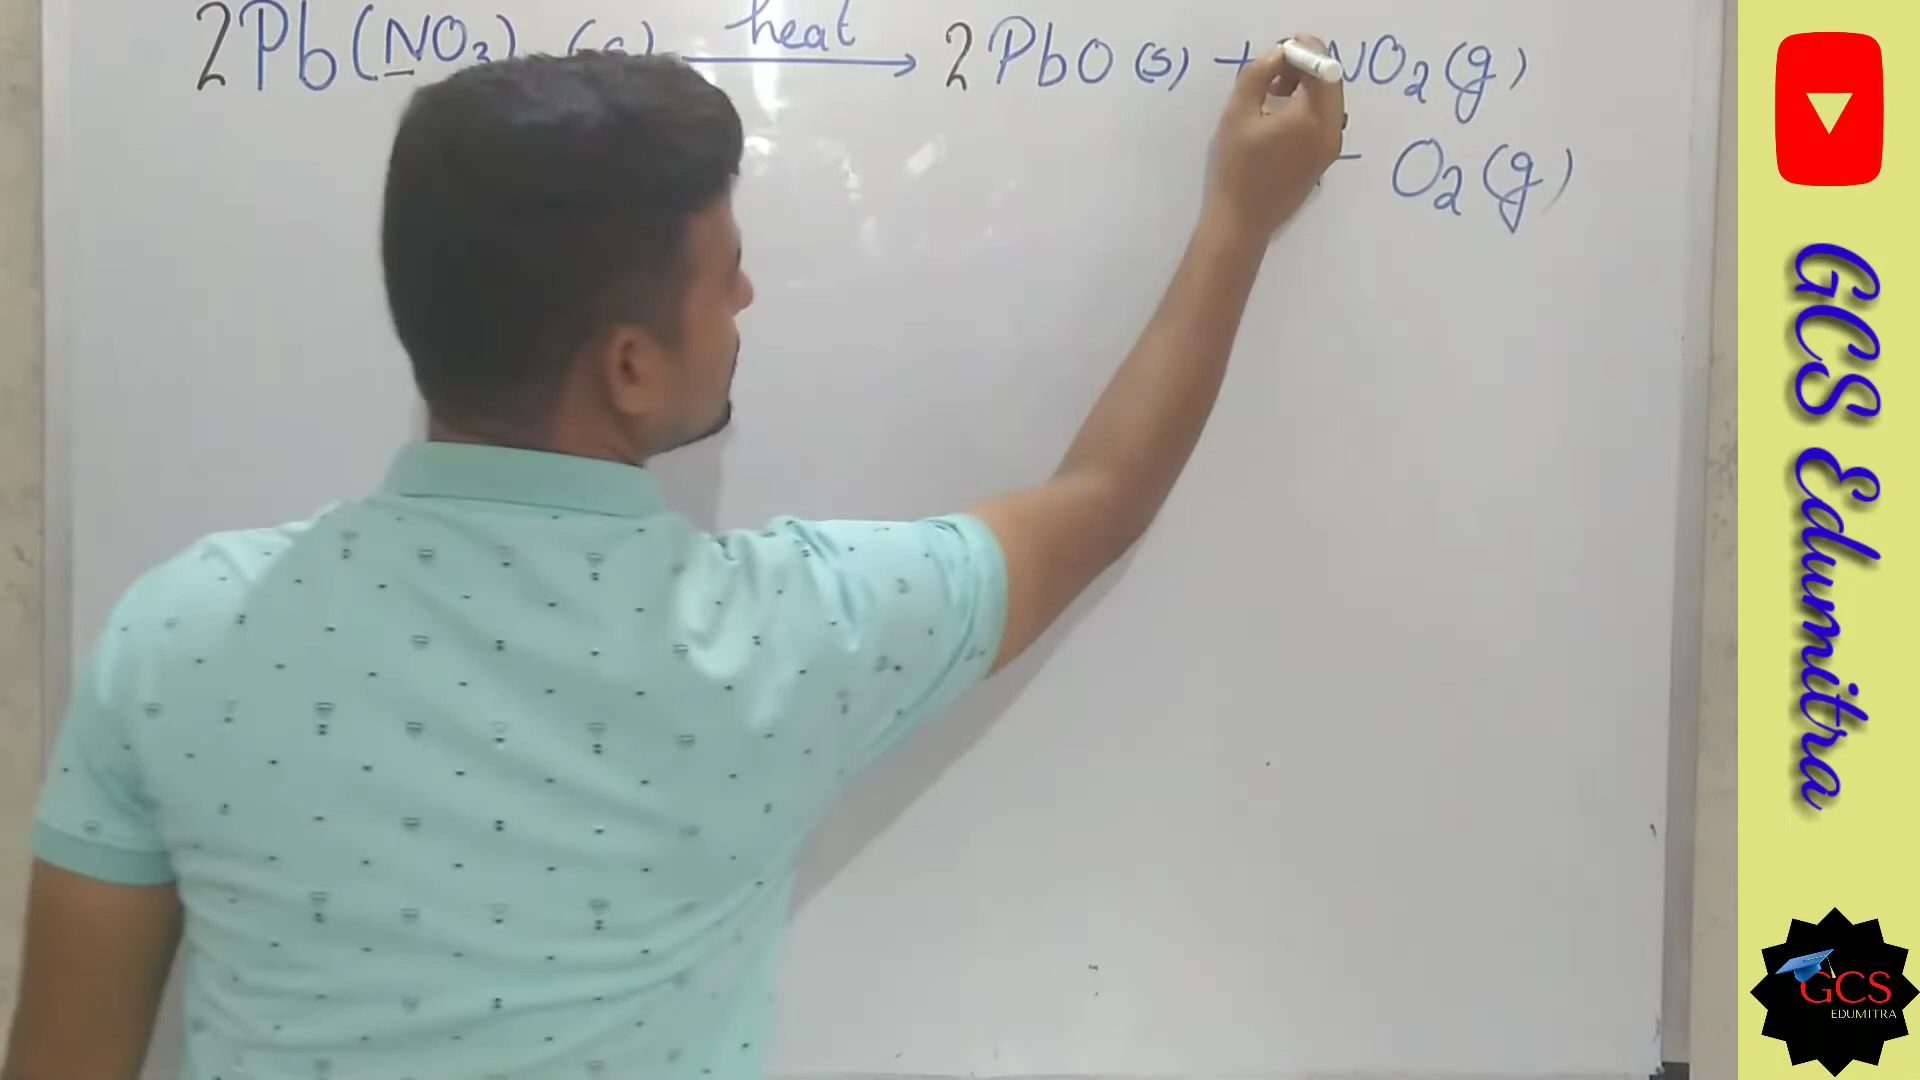 2Pb(NO₃) (s) heat → 2PbO(s) + NO₂(g)
O₂(g)
GCS Edumitra
GCS
EDUMITRA